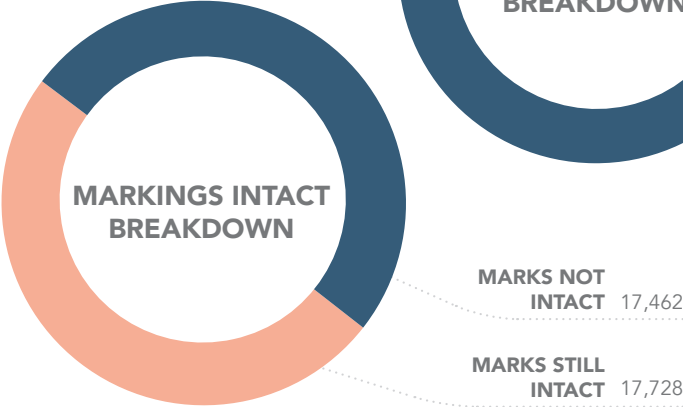 BREAKDOWN
MARKINGS INTACT
BREAKDOWN
MARKS NOT
INTACT 17,462
MARKS STILL
INTACT 17,728